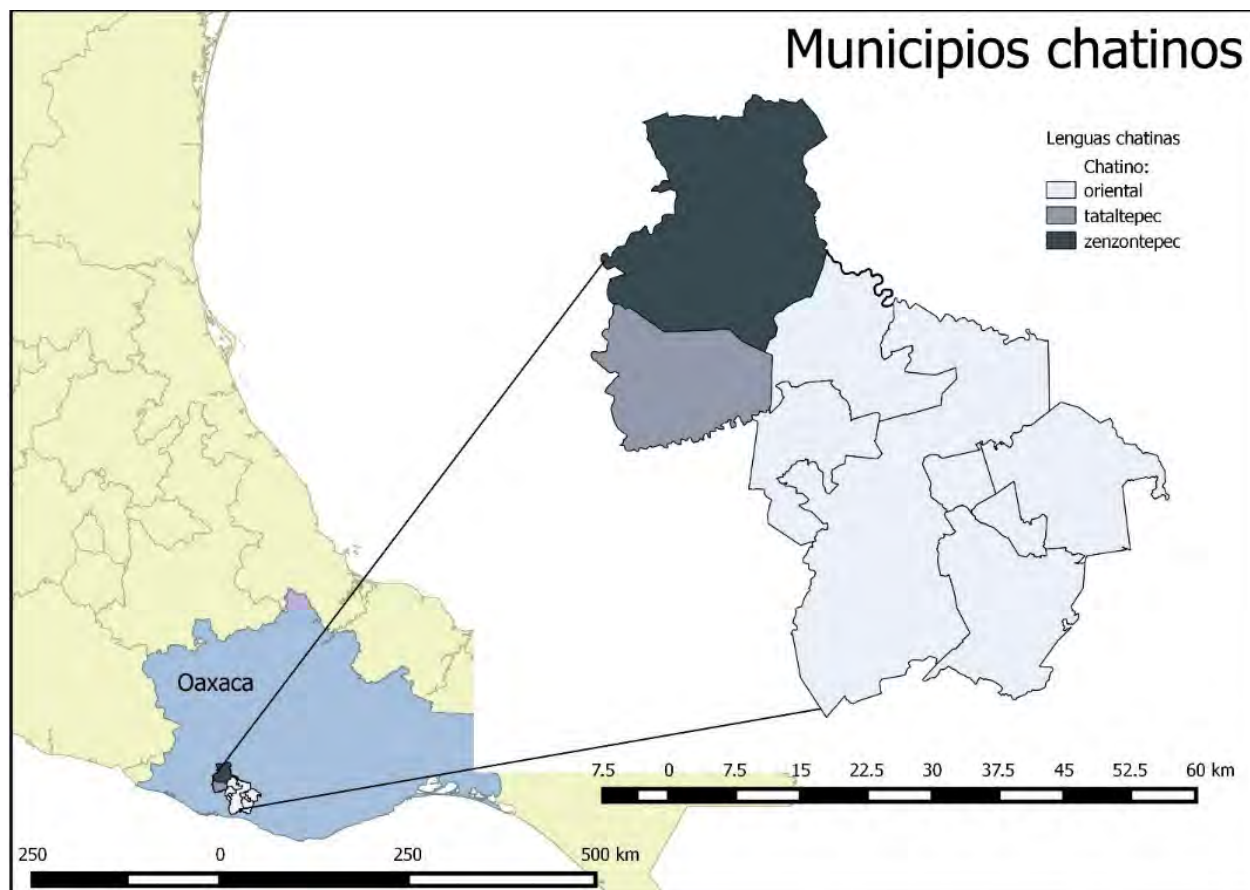 Municipios chatinos
Lenguas chatinas
Chatino:
oriental
tataltepec
zenzontepec
Oaxaca
7.5 0 7.5 15 22.5 30 37.5 45 52.5 60 km
250 0 250 500 km